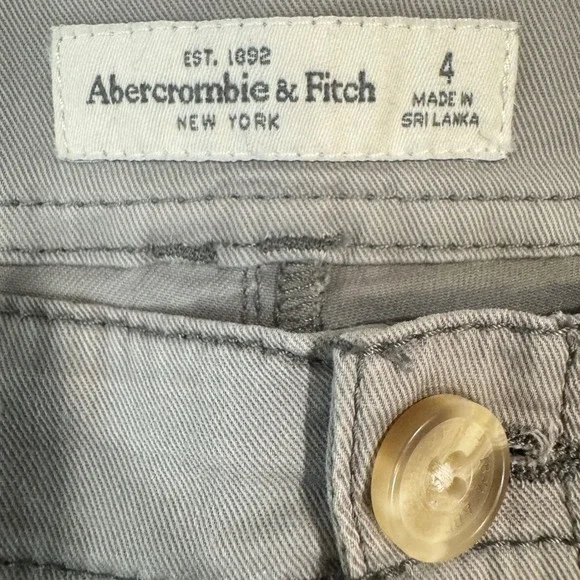 EST. 1892
Abercrombie & Fitch
NEW YORK
4
MADE IN
SRI LANKA